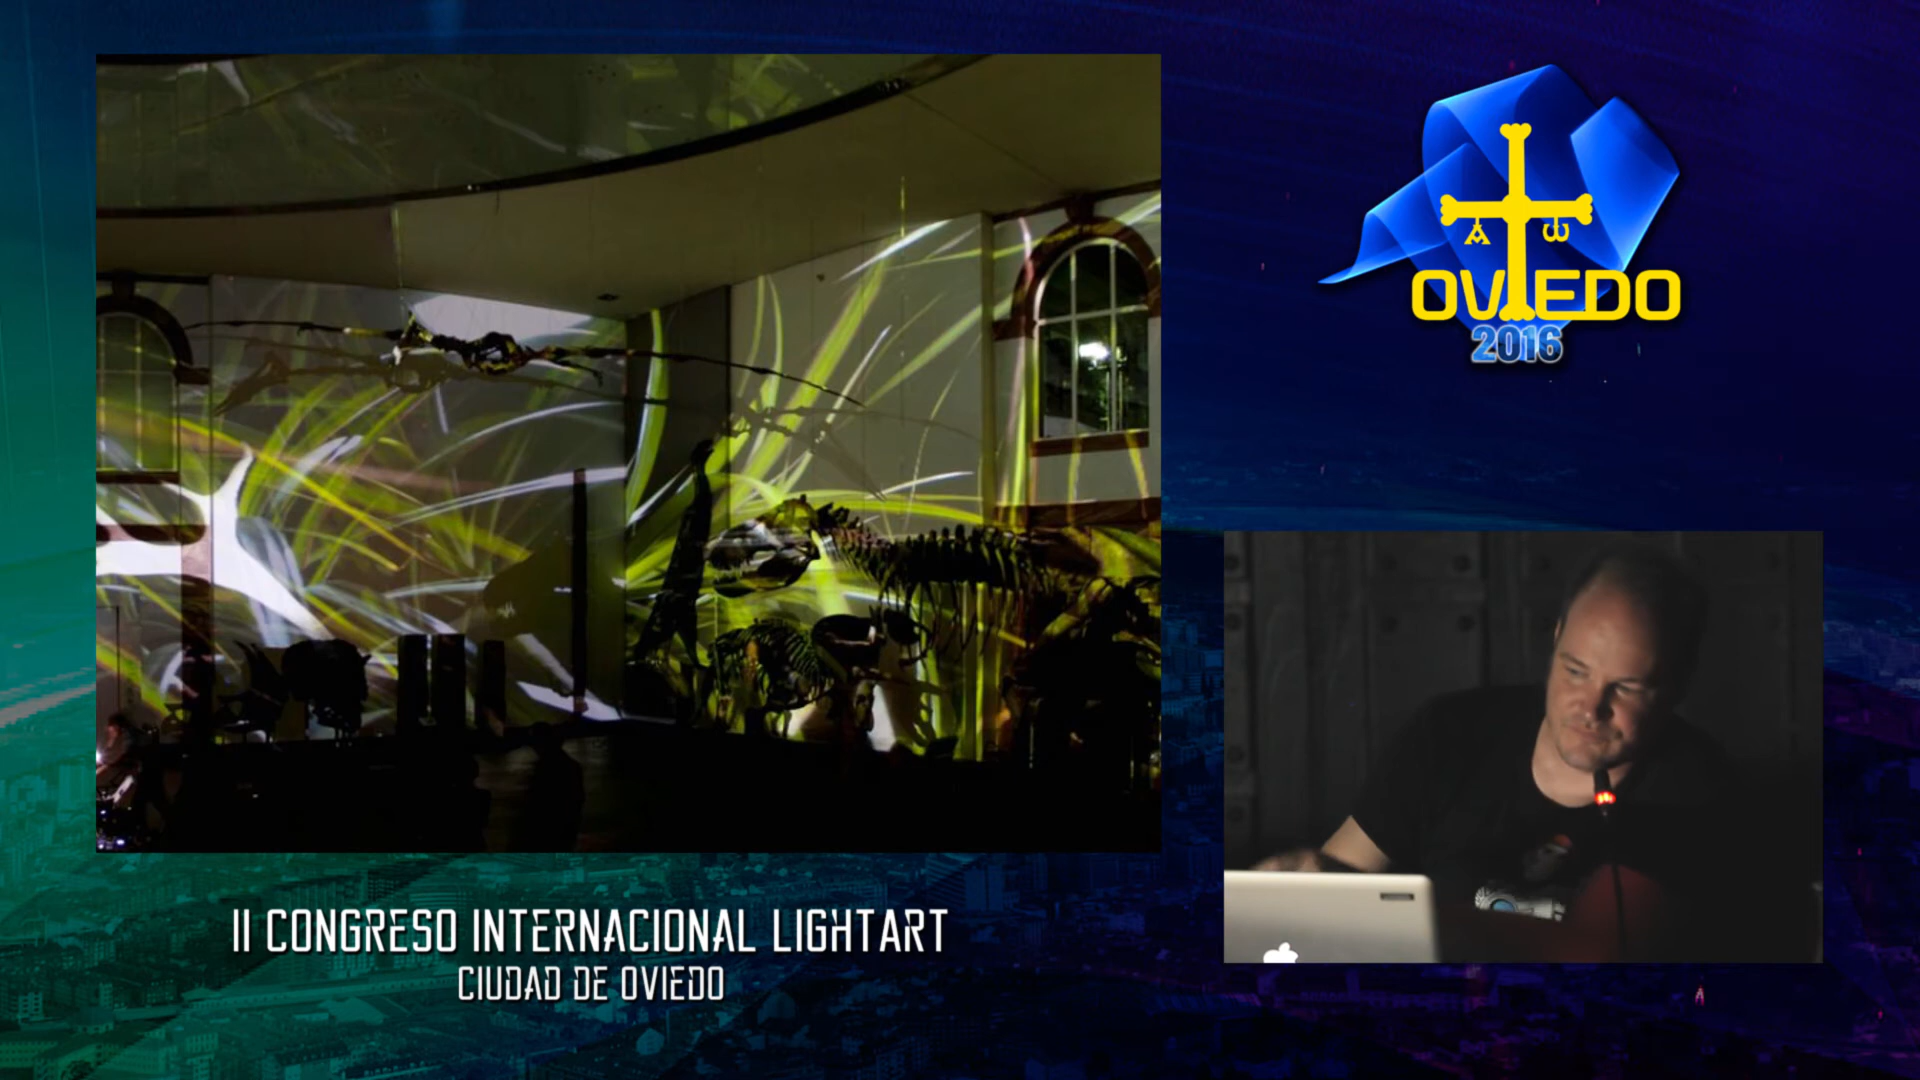 A ω
OVIEDO
2016
II CONGRESO INTERNACIONAL LIGHTART
CIUDAD DE OVIEDO